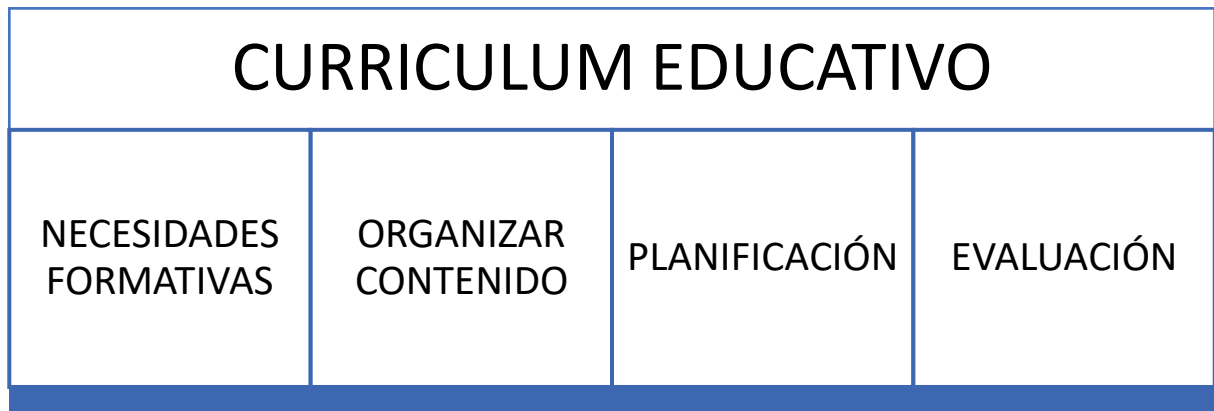 CURRICULUM EDUCATIVO
NECESIDADES
FORMATIVAS
ORGANIZAR
CONTENIDO
PLANIFICACIÓN
EVALUACIÓN